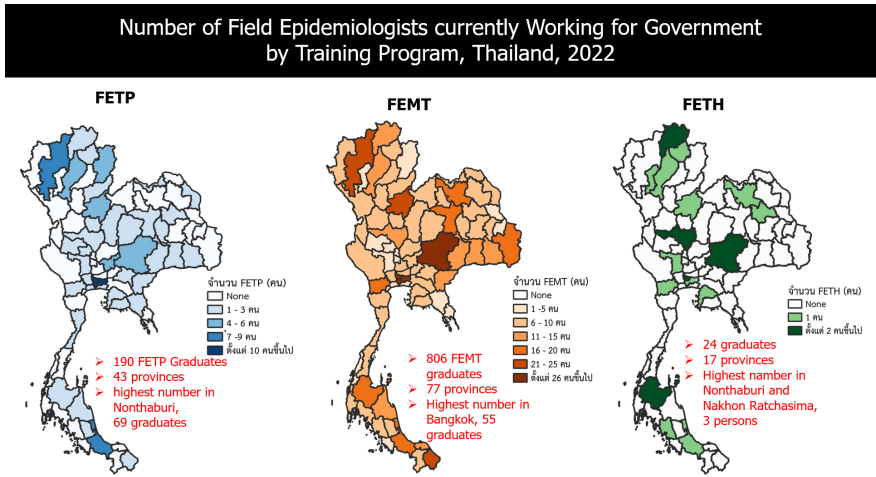 Number of Field Epidemiologists currently Working for Government
by Training Program, Thailand, 2022
FETP
จำนวน FETP (คน)
None
1 - 3 คน
4 - 6 คน
7 -9 คน
ตั้งแต่ 10 คนขึ้นไป
➢ 190 FETP Graduates
➢ 43 provinces
➢ highest number in
Nonthaburi,
69 graduates
FEMT
จำนวน FEMT (คน)
None
1 -5 คน
6 - 10 คน
11 - 15 คน
16 - 20 คน
21 - 25 คน
ตั้งแต่ 26 คนขึ้นไป
➢ 806 FEMT
graduates
➢ 77 provinces
➢ Highest number in
Bangkok, 55
graduates
FETH
จำนวน FETH (คน)
None
1 คน
ตั้งแต่ 2 คนขึ้นไป
➢ 24 graduates
➢ 17 provinces
➢ Highest namber in
Nonthaburi and
Nakhon Ratchasima,
3 persons